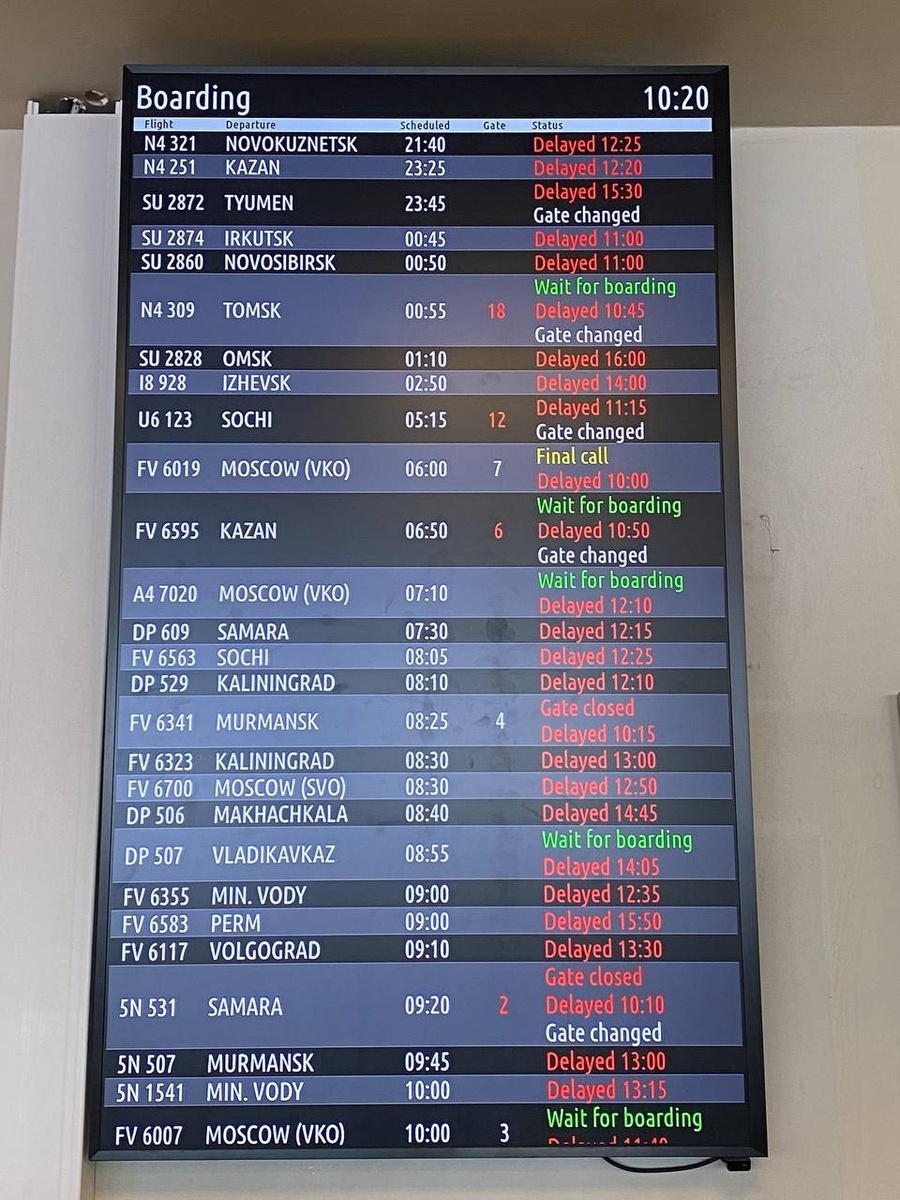 Boarding 10:20
Flight Departure Scheduled Gate Status
N4 321 NOVOKUZNETSK 21:40 Delayed 12:25
N4 251 KAZAN 23:25 Delayed 12:20
SU 2872 TYUMEN 23:45 Delayed 15:30
Gate changed
SU 2874 IRKUTSK 00:45 Delayed 11:00
SU 2860 NOVOSIBIRSK 00:50 Delayed 11:00
Wait for boarding
N4 309 TOMSK 00:55 18 Delayed 10:45
Gate changed
SU 2828 OMSK 01:10 Delayed 16:00
I8 928 IZHEVSK 02:50 Delayed 14:00
U6 123 SOCHI 05:15 12 Delayed 11:15
Gate changed
FV 6019 MOSCOW (VKO) 06:00 7 Final call
Delayed 10:00
Wait for boarding
FV 6595 KAZAN 06:50 6 Delayed 10:50
Gate changed
A4 7020 MOSCOW (VKO) 07:10 Wait for boarding
Delayed 12:10
DP 609 SAMARA 07:30 Delayed 12:15
FV 6563 SOCHI 08:05 Delayed 12:25
DP 529 KALININGRAD 08:10 Delayed 12:10
FV 6341 MURMANSK 08:25 4 Gate closed
Delayed 10:15
FV 6323 KALININGRAD 08:30 Delayed 13:00
FV 6700 MOSCOW (SVO) 08:30 Delayed 12:50
DP 506 MAKHACHKALA 08:40 Delayed 14:45
DP 507 VLADIKAVKAZ 08:55 Wait for boarding
Delayed 14:05
FV 6355 MIN. VODY 09:00 Delayed 12:35
FV 6583 PERM 09:00 Delayed 15:50
FV 6117 VOLGOGRAD 09:10 Delayed 13:30
Gate closed
5N 531 SAMARA 09:20 2 Delayed 10:10
Gate changed
5N 507 MURMANSK 09:45 Delayed 13:00
5N 1541 MIN. VODY 10:00 Delayed 13:15
FV 6007 MOSCOW (VKO) 10:00 3 Wait for boarding
Delayed